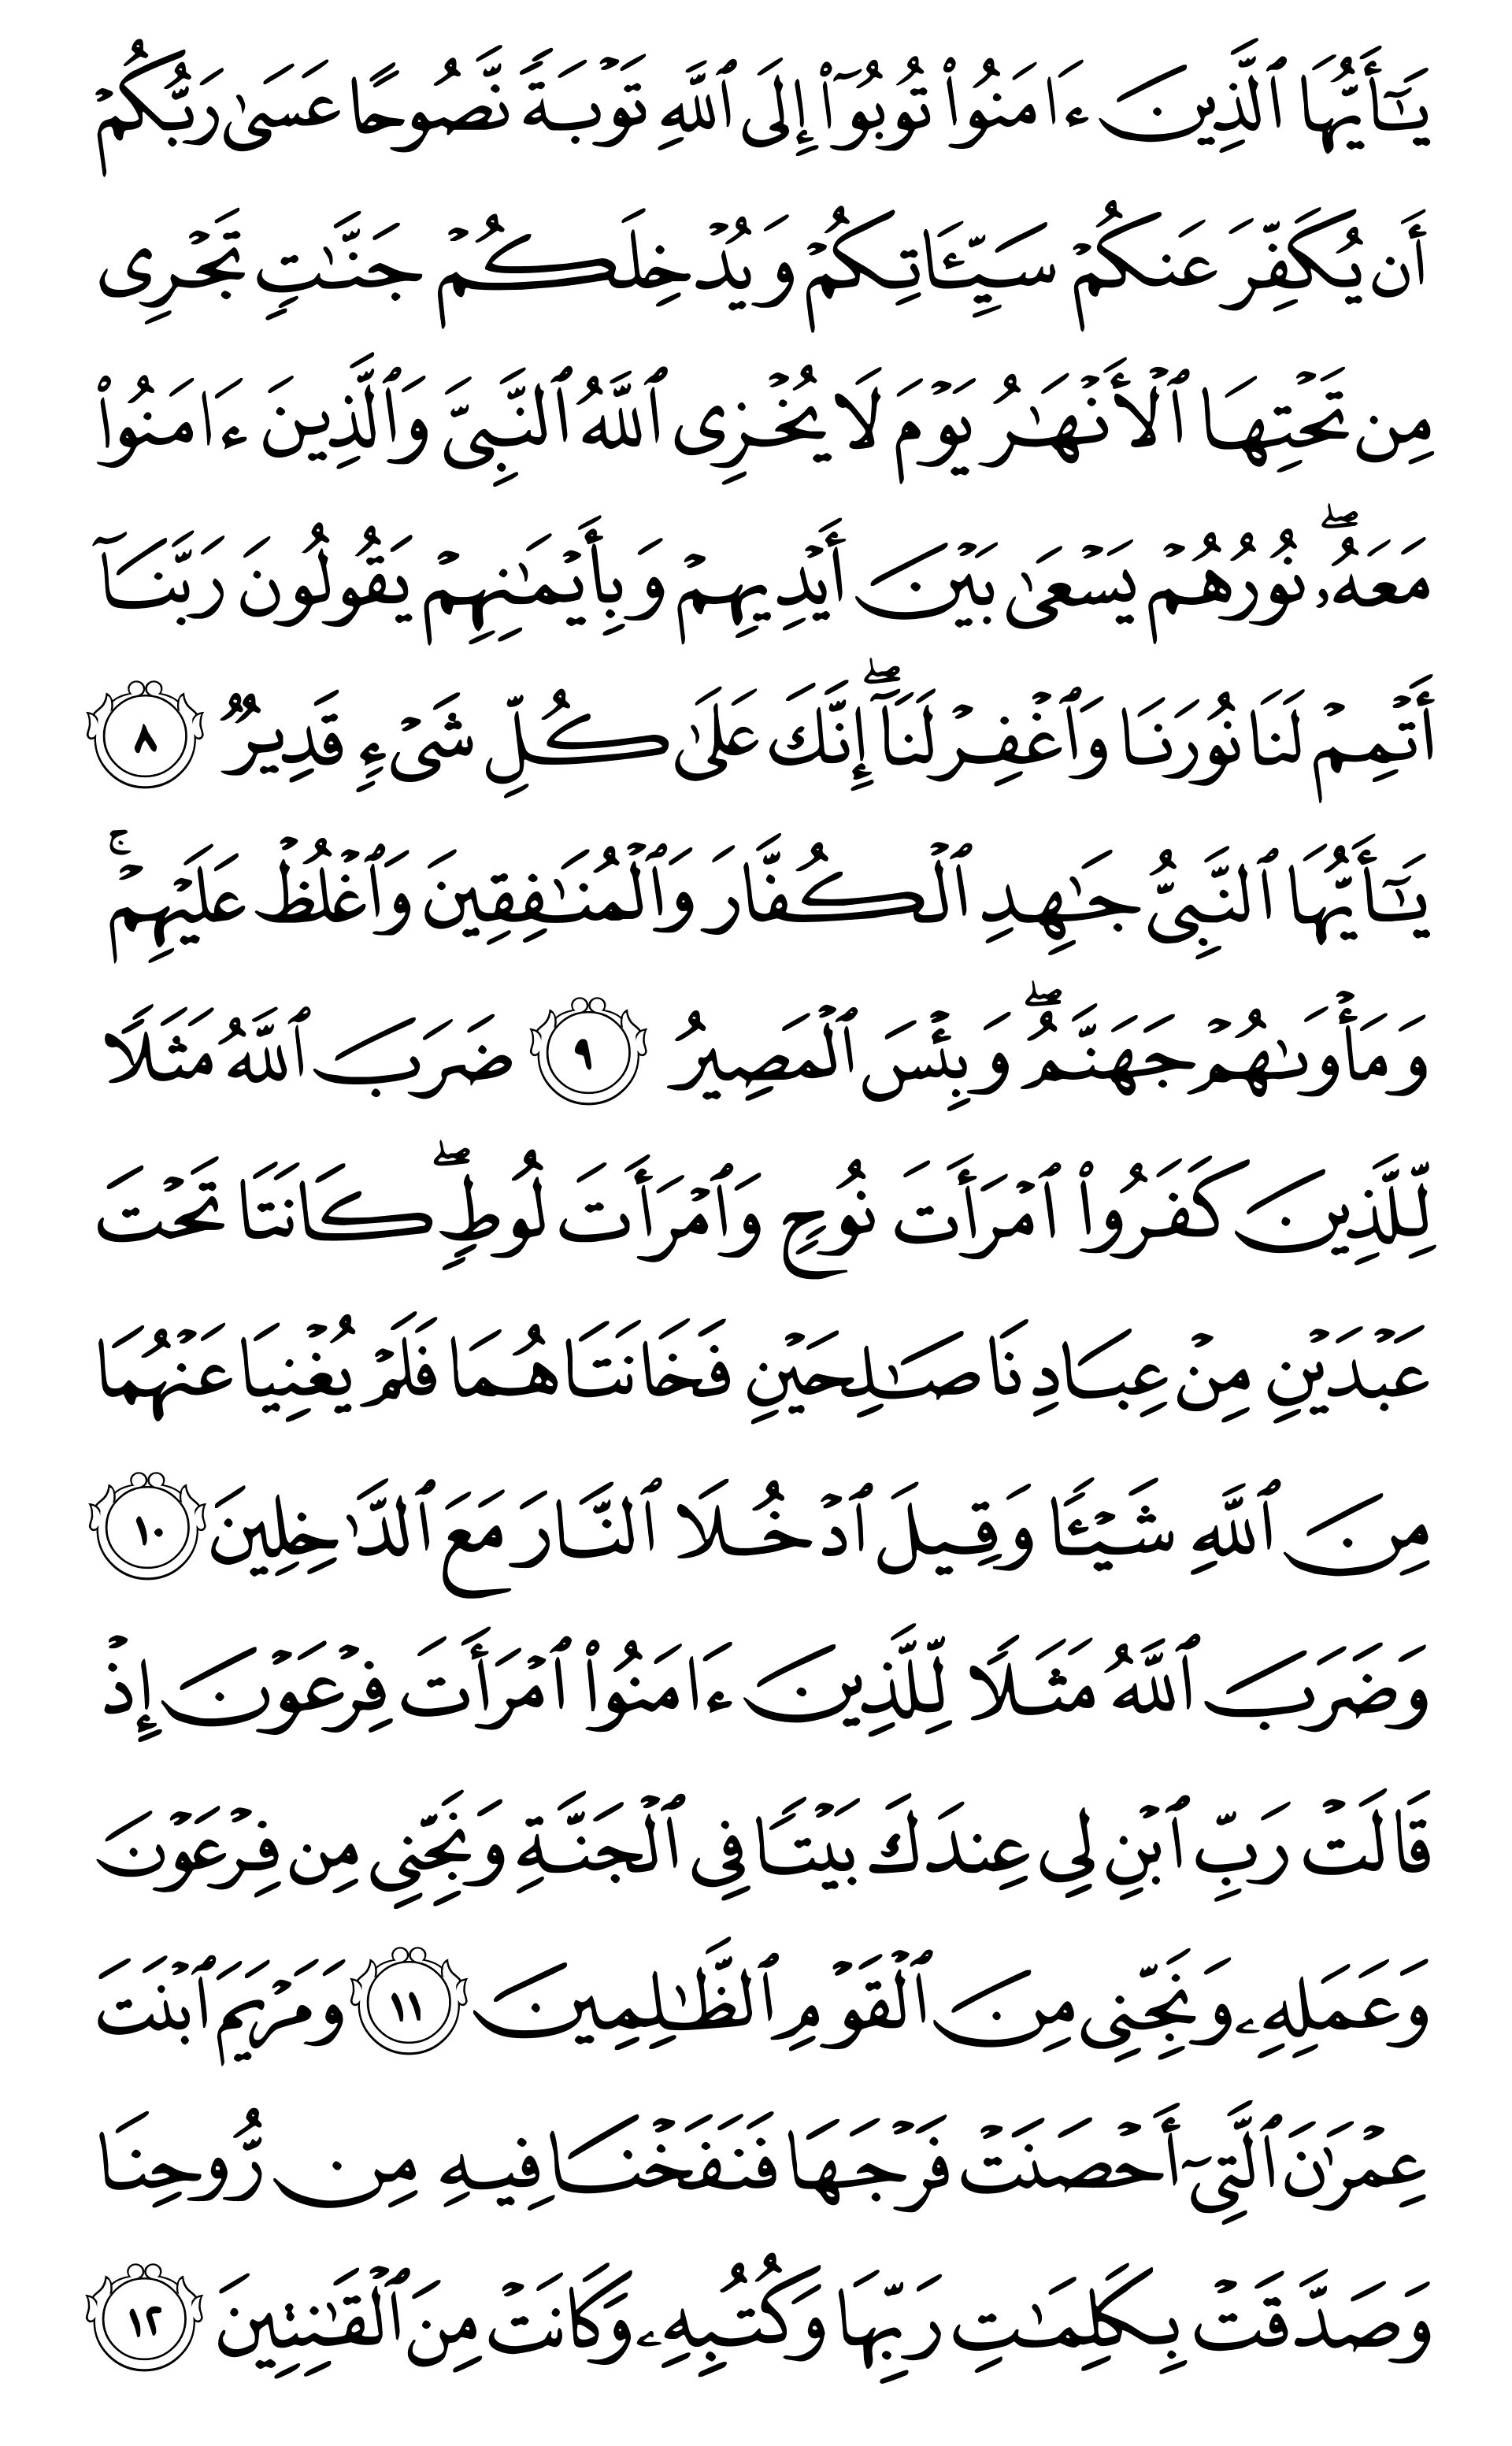 يَـٰٓأَيُّهَا ٱلَّذِينَ ءَامَنُوا۟ تُوبُوٓا۟ إِلَى ٱللَّهِ تَوْبَةً نَّصُوحًا عَسَىٰ رَبُّكُمْ
أَن يُكَفِّرَ عَنكُمْ سَيِّـَٔاتِكُمْ وَيُدْخِلَكُمْ جَنَّـٰتٍ تَجْرِى
مِن تَحْتِهَا ٱلْأَنْهَـٰرُ يَوْمَ لَا يُخْزِى ٱللَّهُ ٱلنَّبِىَّ وَٱلَّذِينَ ءَامَنُوا۟
مَعَهُۥ ۖ نُورُهُمْ يَسْعَىٰ بَيْنَ أَيْدِيهِمْ وَبِأَيْمَـٰنِهِمْ يَقُولُونَ رَبَّنَآ
أَتْمِمْ لَنَا نُورَنَا وَٱغْفِرْ لَنَآ ۖ إِنَّكَ عَلَىٰ كُلِّ شَىْءٍ قَدِيرٌ ٨
يَـٰٓأَيُّهَا ٱلنَّبِىُّ جَـٰهِدِ ٱلْكُفَّارَ وَٱلْمُنَـٰفِقِينَ وَٱغْلُظْ عَلَيْهِمْ ۚ
وَمَأْوَىٰهُمْ جَهَنَّمُ ۖ وَبِئْسَ ٱلْمَصِيرُ ٩ ضَرَبَ ٱللَّهُ مَثَلًا
لِّلَّذِينَ كَفَرُوا۟ ٱمْرَأَتَ نُوحٍ وَٱمْرَأَتَ لُوطٍ ۖ كَانَتَا تَحْتَ
عَبْدَيْنِ مِنْ عِبَادِنَا صَـٰلِحَيْنِ فَخَانَتَاهُمَا فَلَمْ يُغْنِيَا عَنْهُمَا
مِنَ ٱللَّهِ شَيْـًٔا وَقِيلَ ٱدْخُلَا ٱلنَّارَ مَعَ ٱلدَّٰخِلِينَ ١٠
وَضَرَبَ ٱللَّهُ مَثَلًا لِّلَّذِينَ ءَامَنُوا۟ ٱمْرَأَتَ فِرْعَوْنَ إِذْ
قَالَتْ رَبِّ ٱبْنِ لِى عِندَكَ بَيْتًا فِى ٱلْجَنَّةِ وَنَجِّنِى مِن فِرْعَوْنَ
وَعَمَلِهِۦ وَنَجِّنِى مِنَ ٱلْقَوْمِ ٱلظَّـٰلِمِينَ ١١ وَمَرْيَمَ ٱبْنَتَ
عِمْرَٰنَ ٱلَّتِىٓ أَحْصَنَتْ فَرْجَهَا فَنَفَخْنَا فِيهِ مِن رُّوحِنَا
وَصَدَّقَتْ بِكَلِمَـٰتِ رَبِّهَا وَكُتُبِهِۦ وَكَانَتْ مِنَ ٱلْقَـٰنِتِينَ ١٢